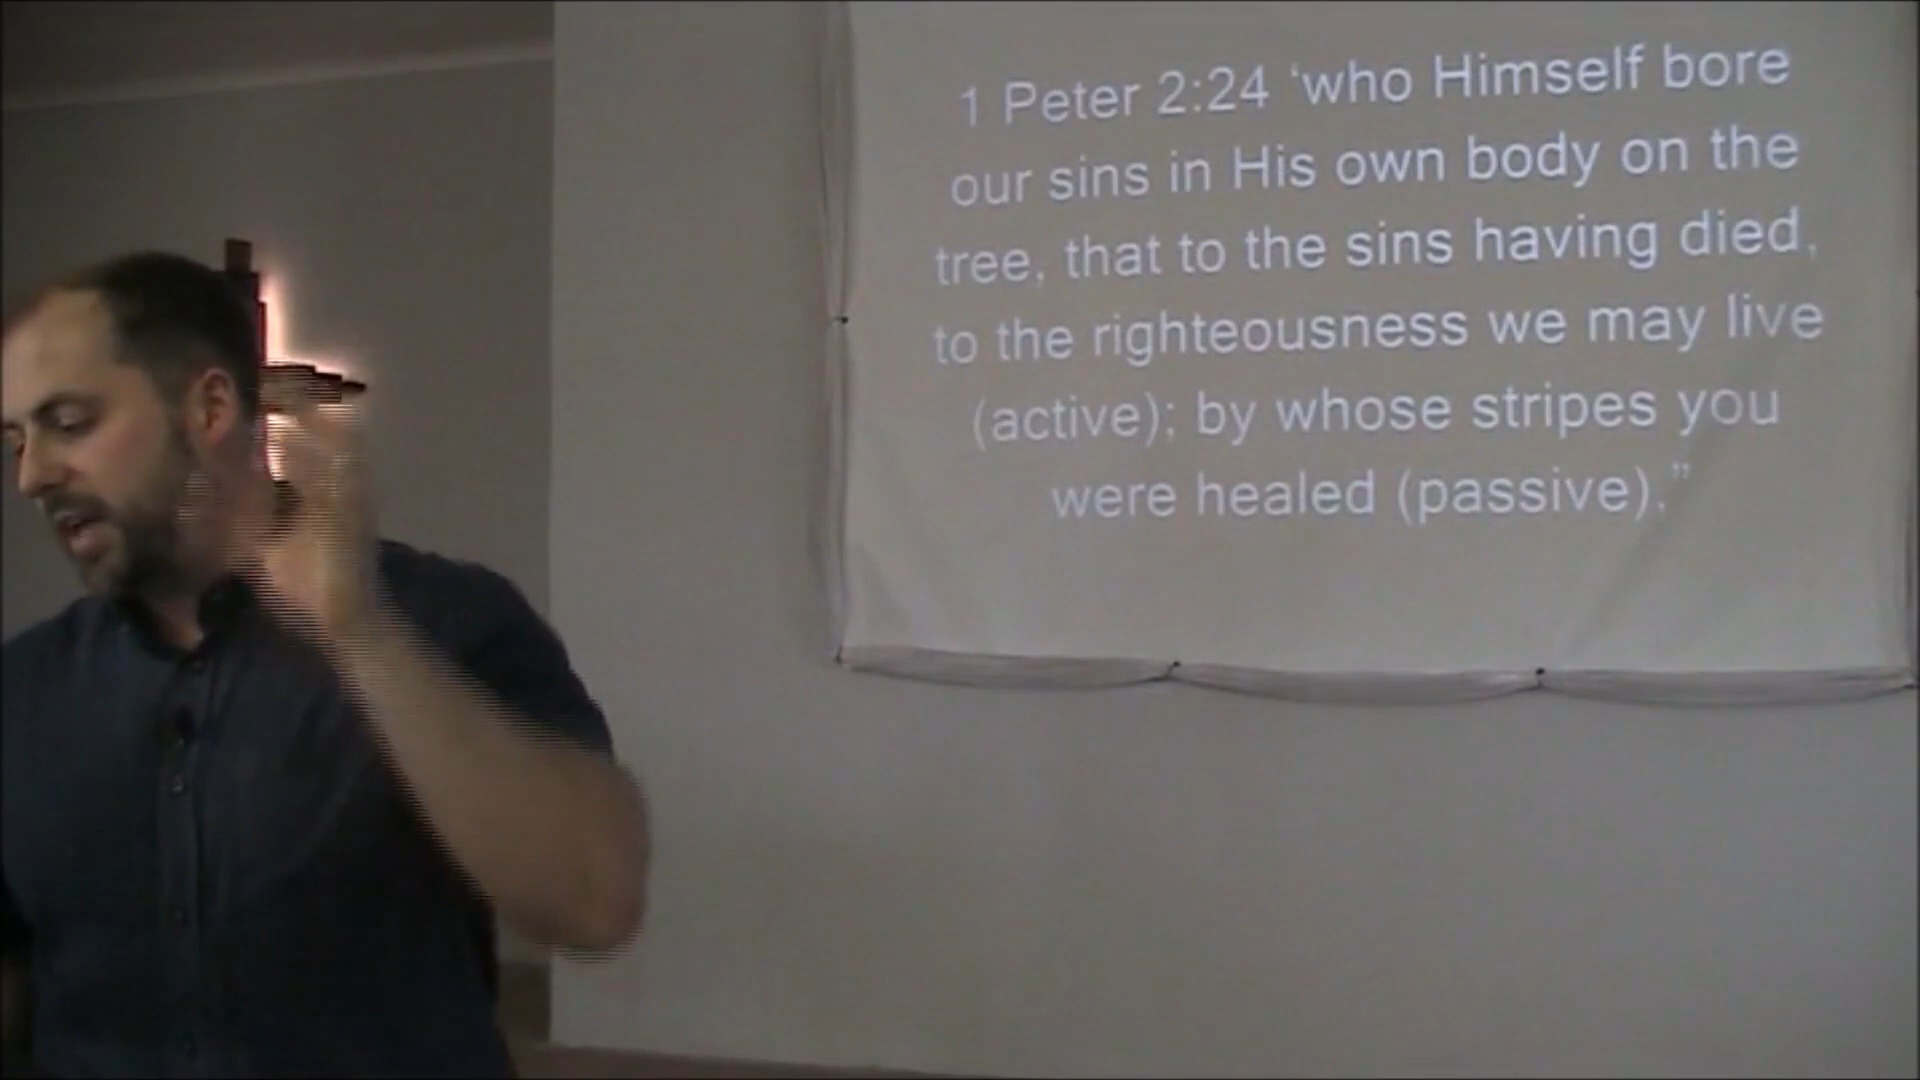 1 Peter 2:24 ‘who Himself bore
our sins in His own body on the
tree, that to the sins having died,
to the righteousness we may live
(active); by whose stripes you
were healed (passive).”